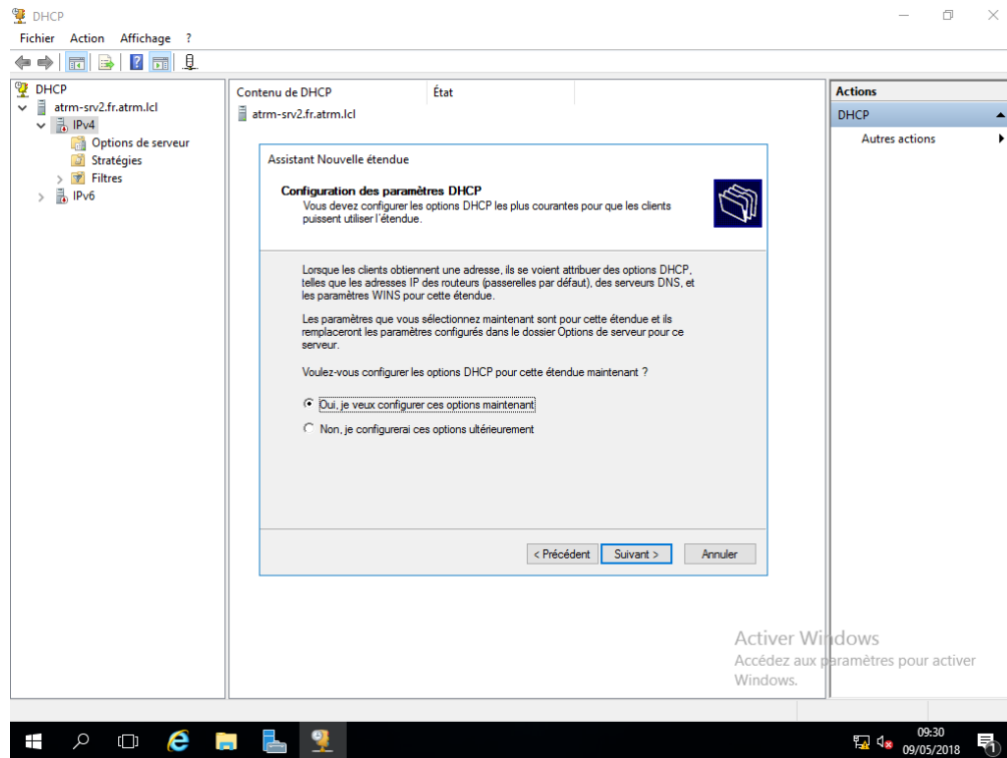 DHCP
Fichier Action Affichage ?
DHCP
atrm-srv2.fr.atrm.lcl
IPv4
Options de serveur
Stratégies
Filtres
IPv6
Contenu de DHCP État
atrm-srv2.fr.atrm.lcl
Assistant Nouvelle étendue
Configuration des paramètres DHCP
Vous devez configurer les options DHCP les plus courantes pour que les clients
puissent utiliser l'étendue.
Lorsque les clients obtiennent une adresse, ils se voient attribuer des options DHCP,
telles que les adresses IP des routeurs (passerelles par défaut), des serveurs DNS, et
les paramètres WINS pour cette étendue.
Les paramètres que vous sélectionnez maintenant sont pour cette étendue et ils
remplaceront les paramètres configurés dans le dossier Options de serveur pour ce
serveur.
Voulez-vous configurer les options DHCP pour cette étendue maintenant ?
Oui, je veux configurer ces options maintenant
Non, je configurerai ces options ultérieurement
< Précédent Suivant > Annuler
Actions
DHCP
Autres actions
Activer Windows
Accédez aux paramètres pour activer
Windows.
09:30
09/05/2018
1